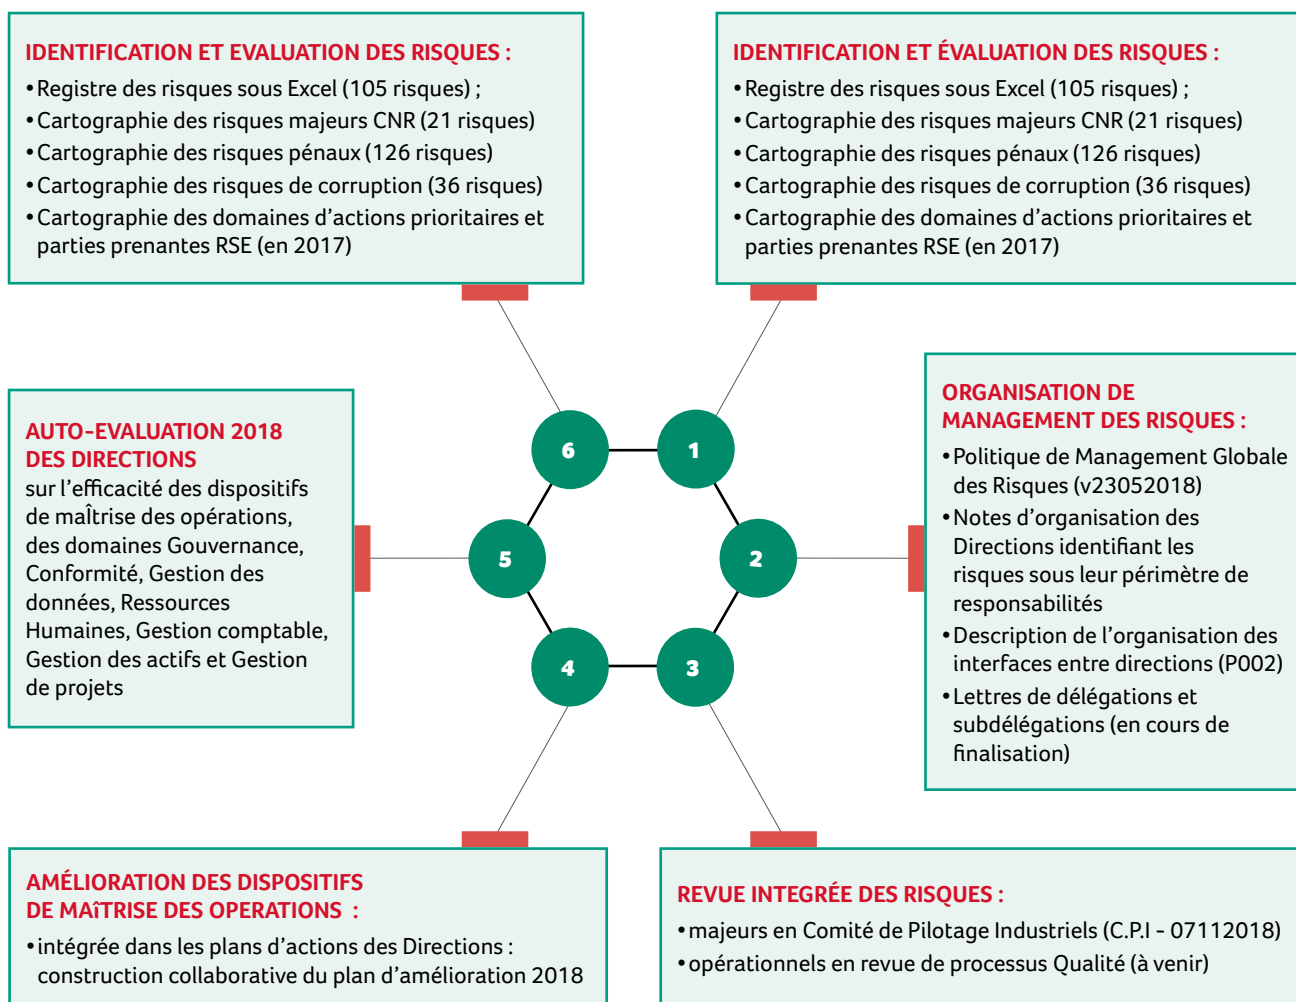 IDENTIFICATION ET EVALUATION DES RISQUES :
•Registre des risques sous Excel (105 risques) ;
•Cartographie des risques majeurs CNR (21 risques)
•Cartographie des risques pénaux (126 risques)
•Cartographie des risques de corruption (36 risques)
•Cartographie des domaines d’actions prioritaires et
parties prenantes RSE (en 2017)
IDENTIFICATION ET ÉVALUATION DES RISQUES :
•Registre des risques sous Excel (105 risques) ;
•Cartographie des risques majeurs CNR (21 risques)
•Cartographie des risques pénaux (126 risques)
•Cartographie des risques de corruption (36 risques)
•Cartographie des domaines d’actions prioritaires et
parties prenantes RSE (en 2017)
AUTO-EVALUATION 2018
DES DIRECTIONS
sur l’efficacité des dispositifs
de maÎtrise des opérations,
des domaines Gouvernance,
Conformité, Gestion des
données, Ressources
Humaines, Gestion comptable,
Gestion des actifs et Gestion
de projets
6
1
5
2
4
3
ORGANISATION DE
MANAGEMENT DES RISQUES :
•Politique de Management Globale
des Risques (v23052018)
•Notes d’organisation des
Directions identifiant les
risques sous leur périmètre de
responsabilités
•Description de l’organisation des
interfaces entre directions (P002)
•Lettres de délégations et
subdélégations (en cours de
finalisation)
AMÉLIORATION DES DISPOSITIFS
DE MAîTRISE DES OPERATIONS :
•intégrée dans les plans d’actions des Directions :
construction collaborative du plan d’amélioration 2018
REVUE INTEGRÉE DES RISQUES :
•majeurs en Comité de Pilotage Industriels (C.P.I - 07112018)
•opérationnels en revue de processus Qualité (à venir)